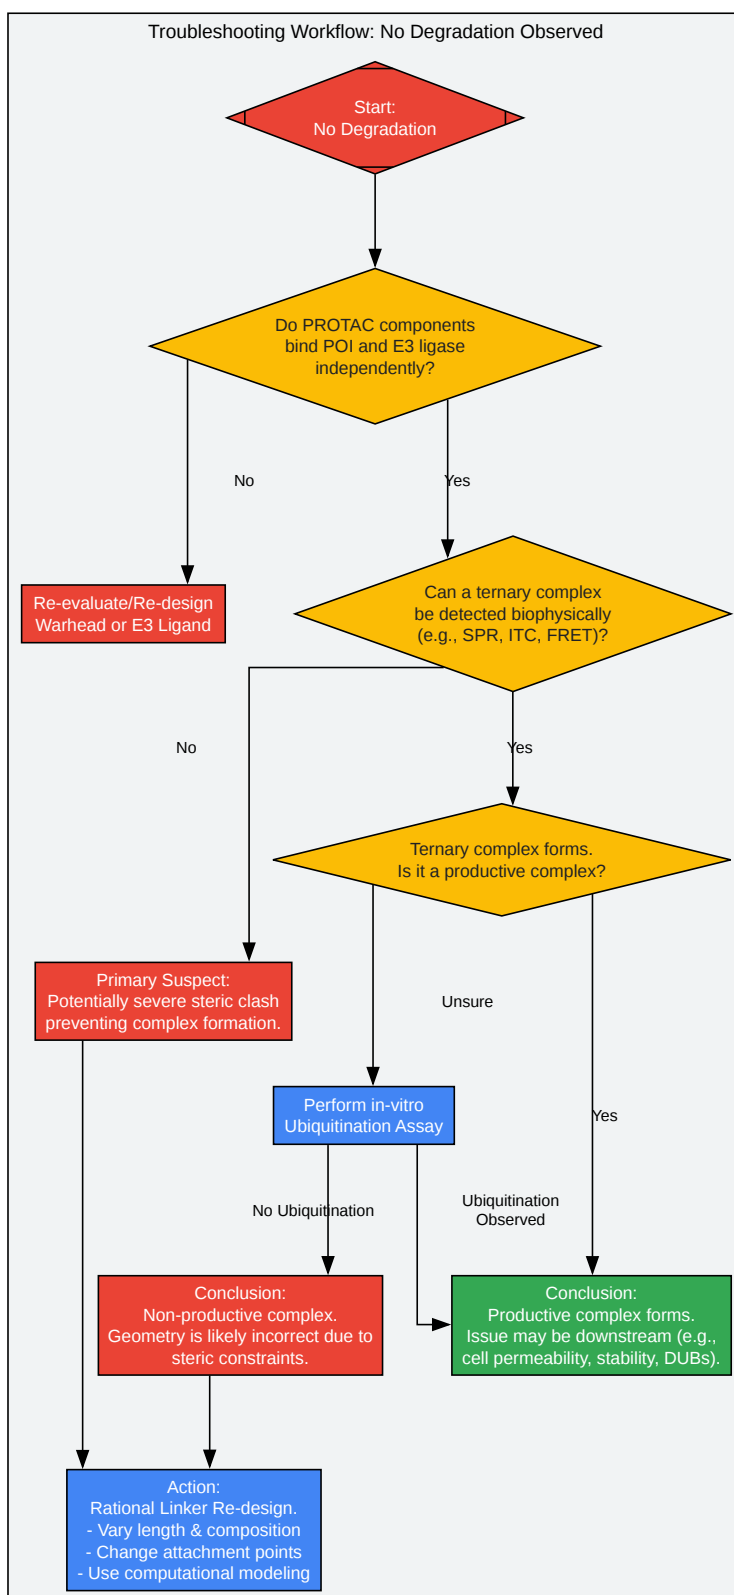 Troubleshooting Workflow: No Degradation Observed
Start:
No Degradation
Do PROTAC components
bind POI and E3 ligase
independently?
No
Yes
Re-evaluate/Re-design
Warhead or E3 Ligand
Can a ternary complex
be detected biophysically
(e.g., SPR, ITC, FRET)?
No
Yes
Ternary complex forms.
Is it a productive complex?
Primary Suspect:
Potentially severe steric clash
preventing complex formation.
Unsure
Perform in-vitro
Ubiquitination Assay
Yes
No Ubiquitination
Ubiquitination
Observed
Conclusion:
Non-productive complex.
Geometry is likely incorrect due to
steric constraints.
Conclusion:
Productive complex forms.
Issue may be downstream (e.g.,
cell permeability, stability, DUBs).
Action:
Rational Linker Re-design.
- Vary length & composition
- Change attachment points
- Use computational modeling